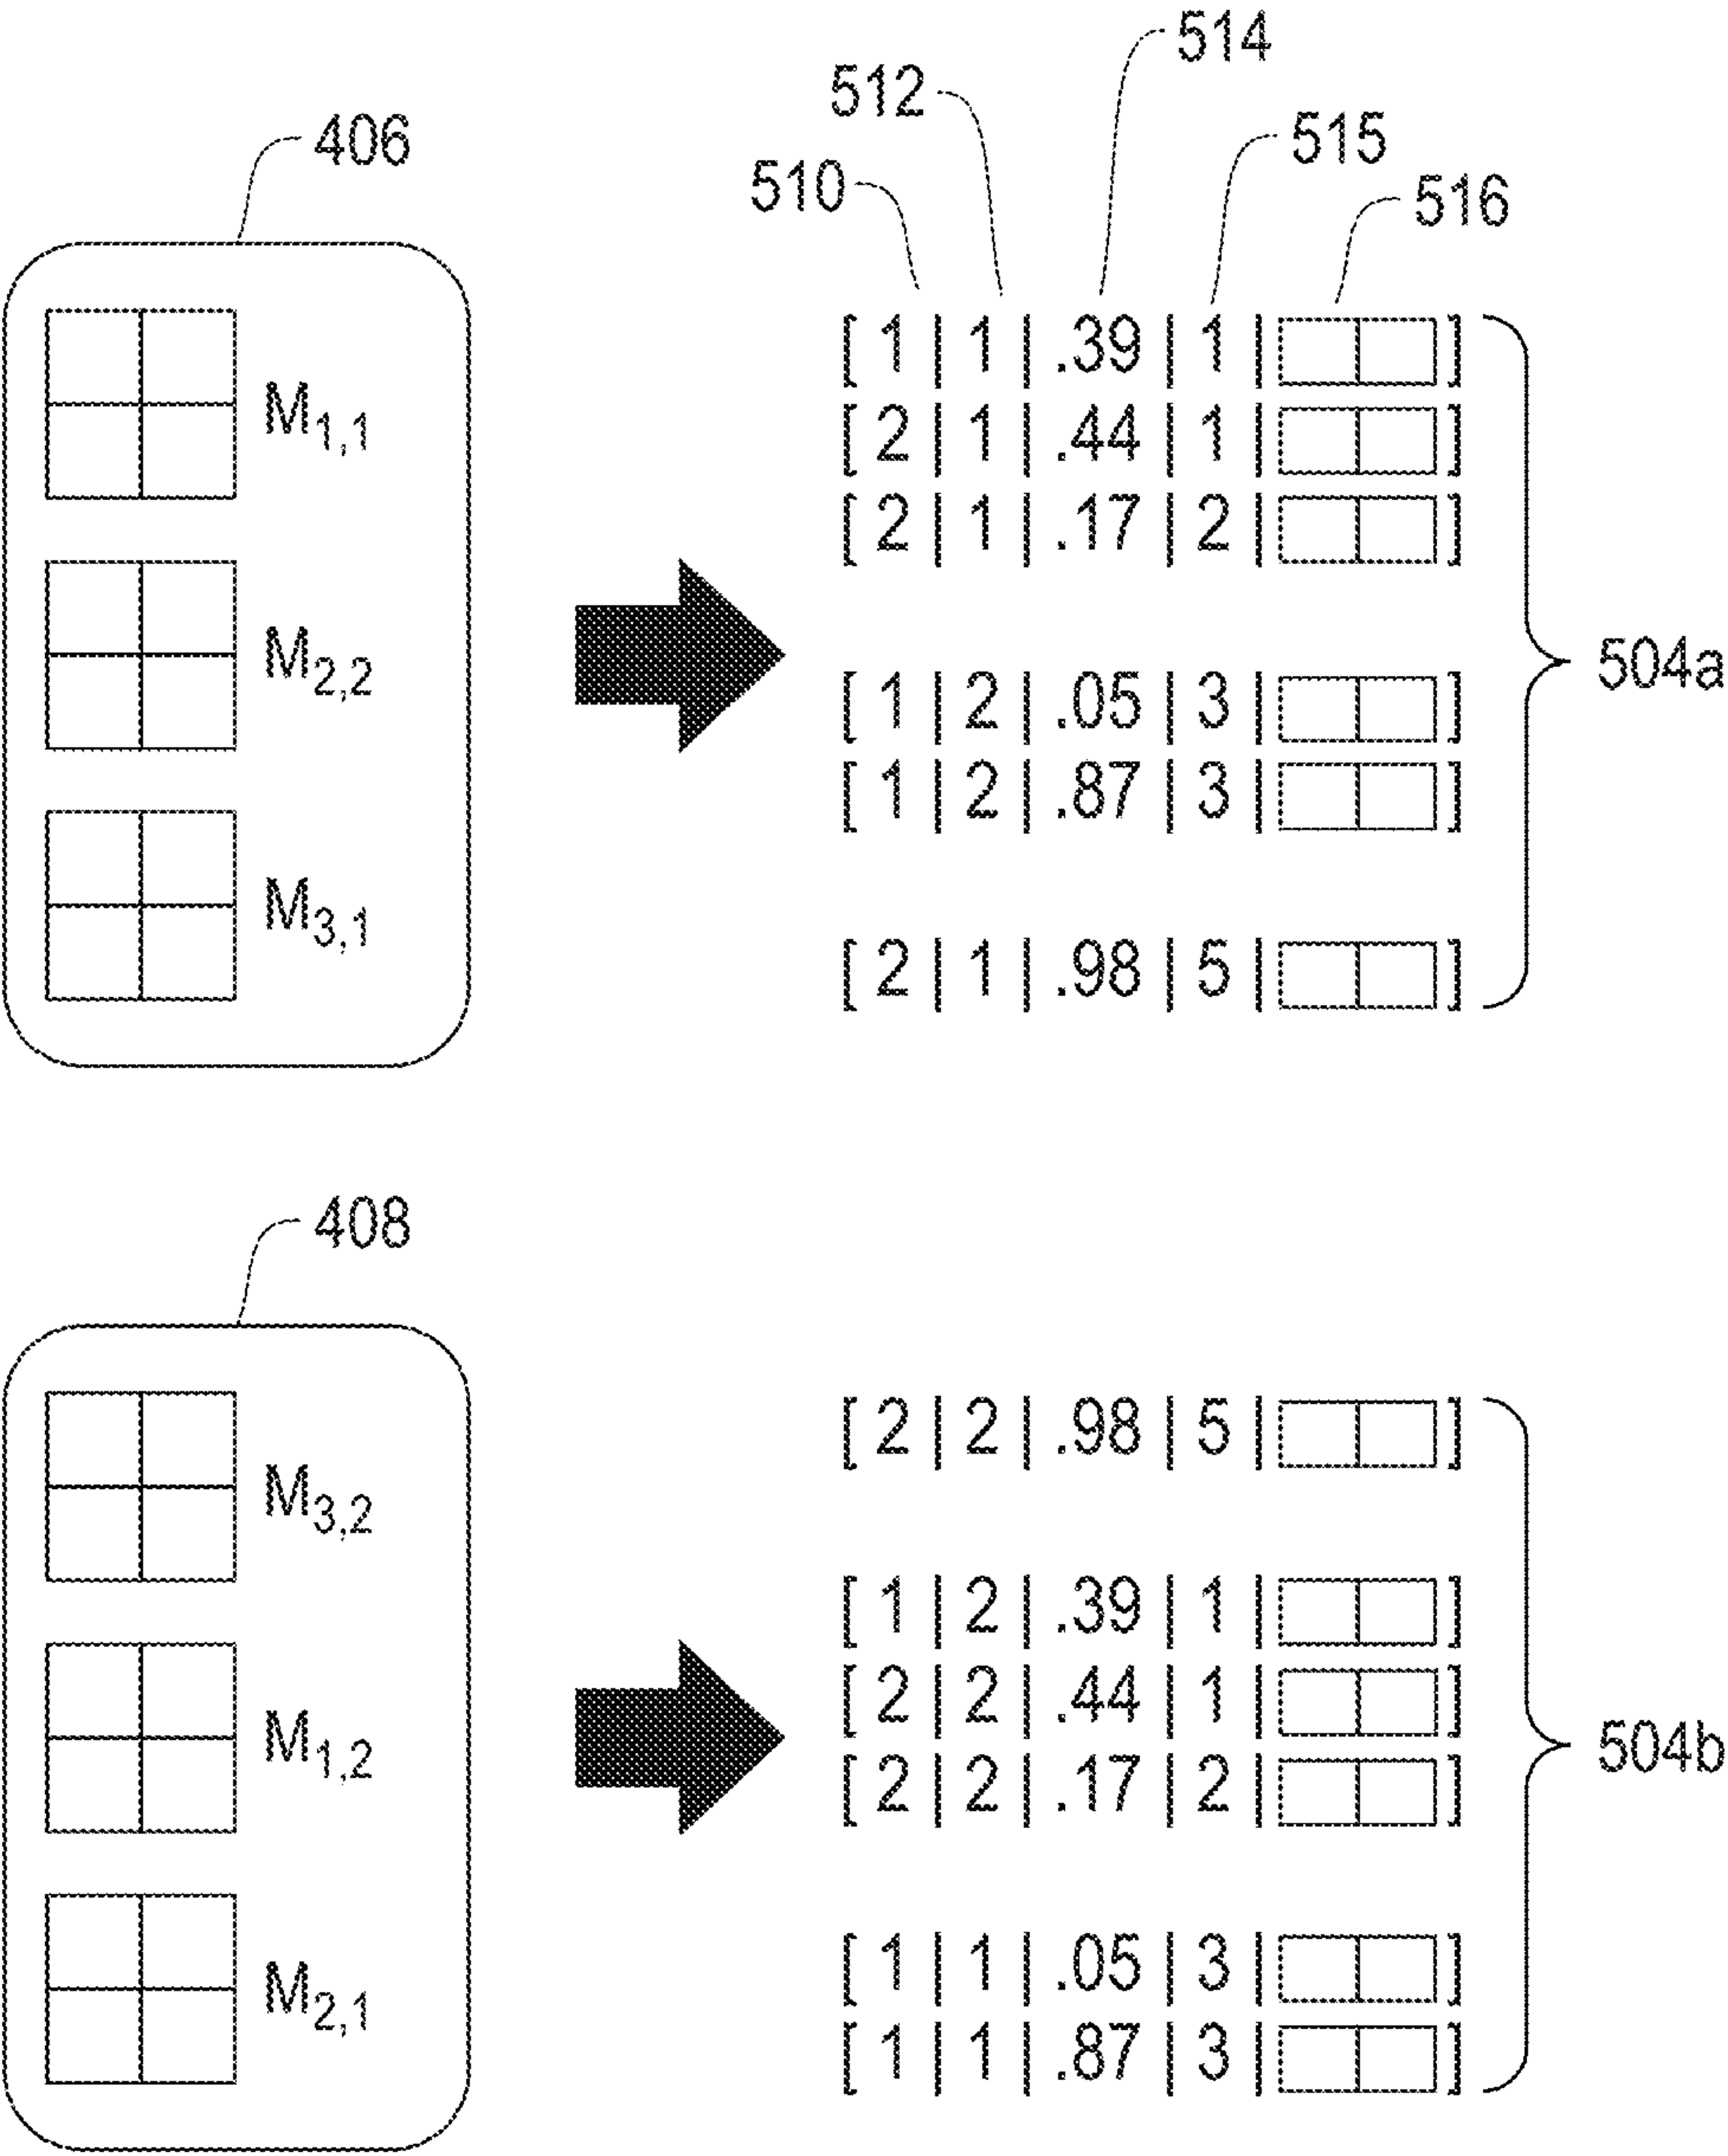 514
512
406
515
510
516
[ 1 | 1 | .39 | 1 | ]
M1,1
[ 2 | 1 | .44 | 1 | ]
[ 2 | 1 | .17 | 2 | ]
M2,2
504a
[ 1 | 2 | .05 | 3 | ]
[ 1 | 2 | .87 | 3 | ]
M3,1
[ 2 | 1 | .98 | 5 | ]
408
[ 2 | 2 | .98 | 5 | ]
M3,2
[ 1 | 2 | .39 | 1 | ]
[ 2 | 2 | .44 | 1 | ]
M1,2
504b
[ 2 | 2 | .17 | 2 | ]
[ 1 | 1 | .05 | 3 | ]
M2,1
[ 1 | 1 | .87 | 3 | ]